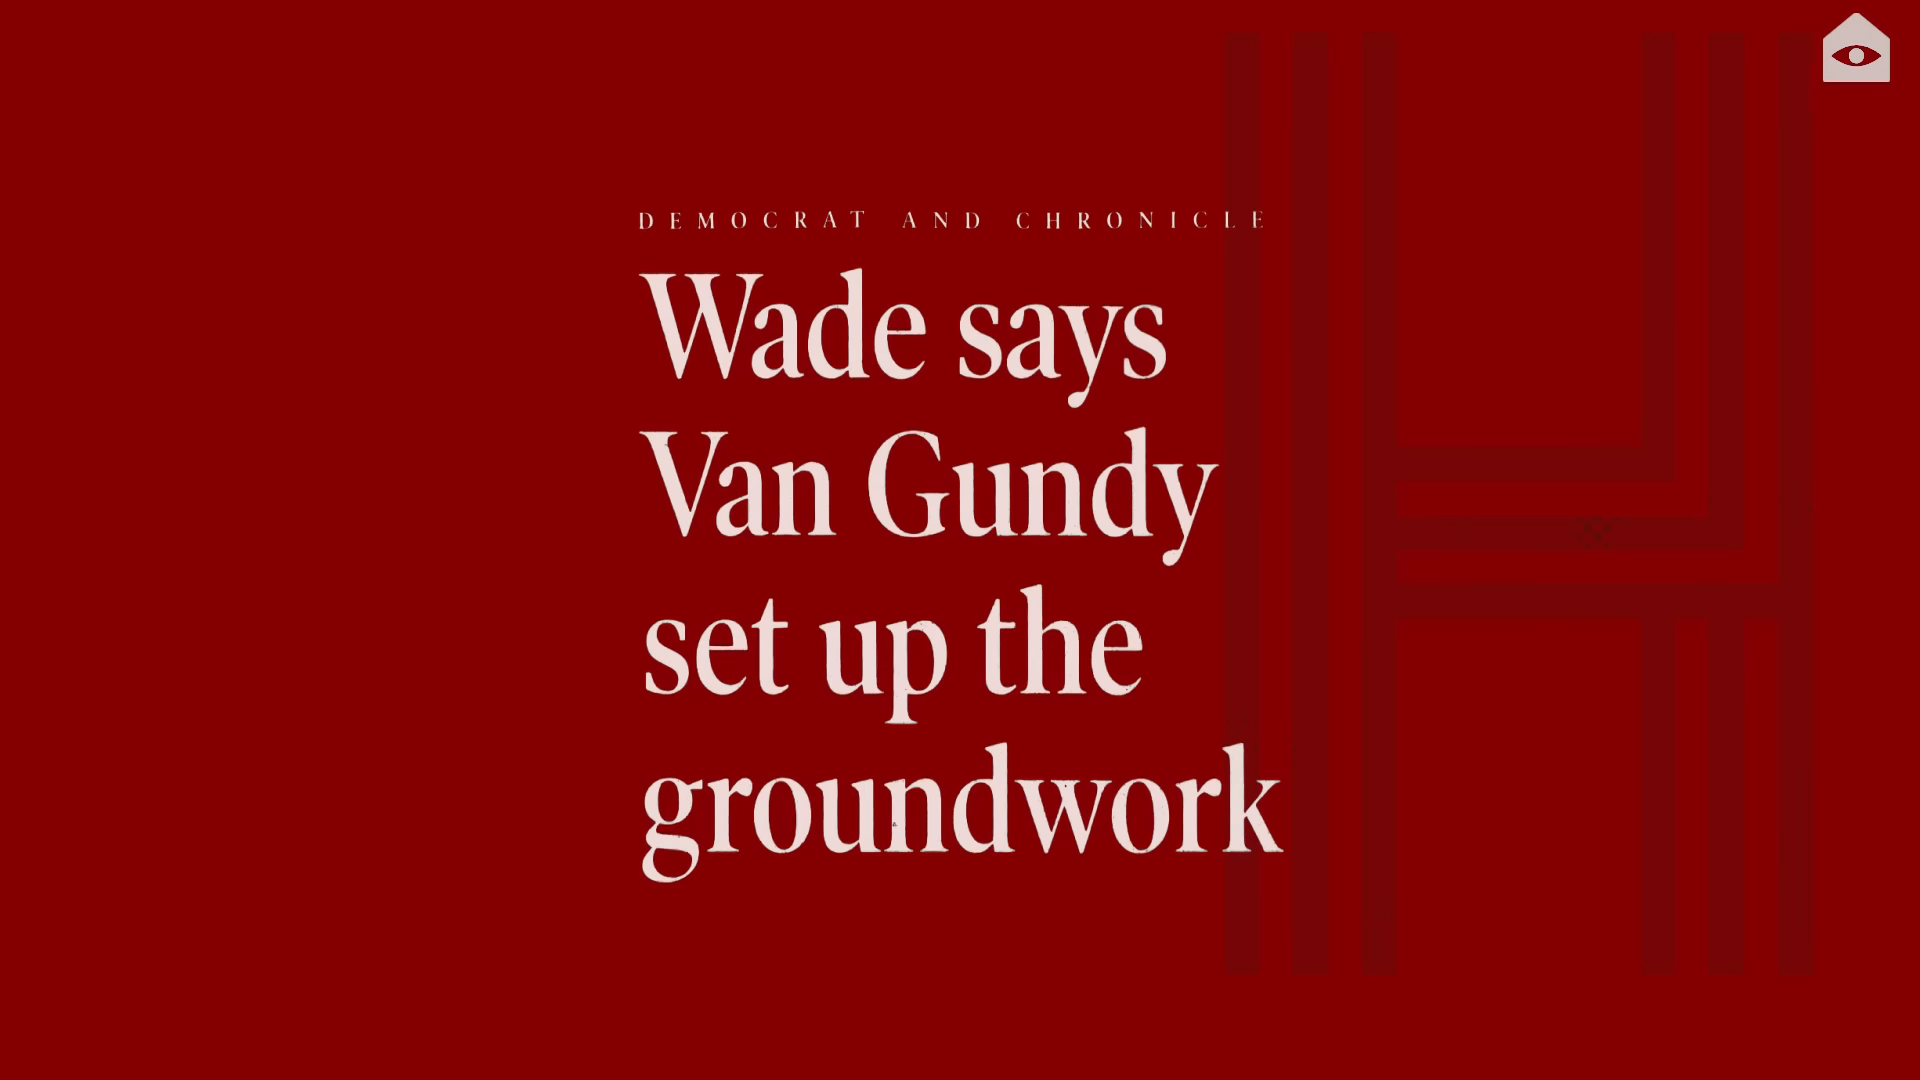 DEMOCRAT AND CHRONICLE
Wade says
Van Gundy
set up the
groundwork